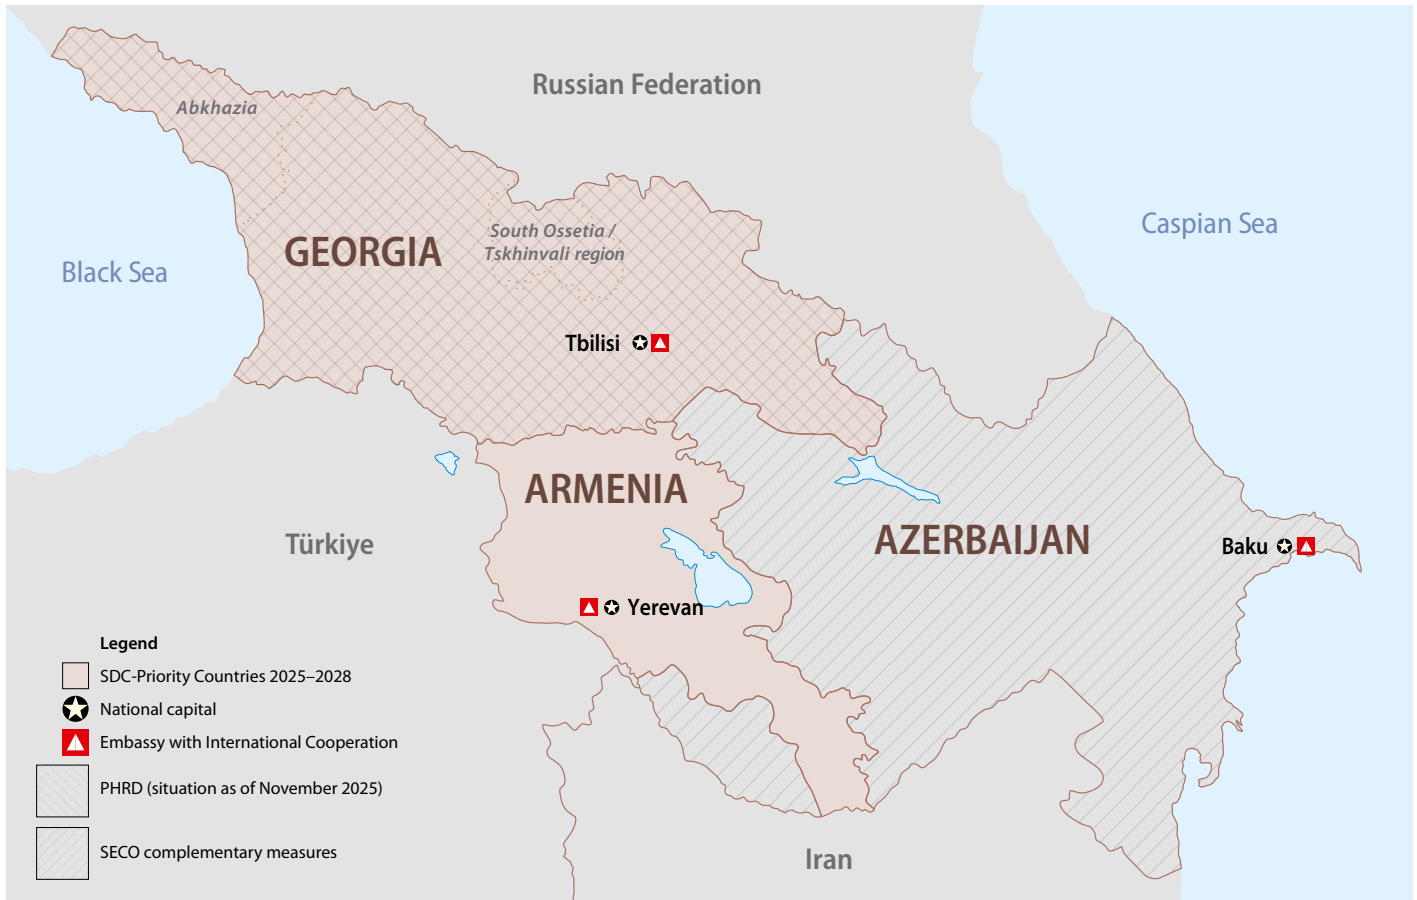 Russian Federation
Abkhazia
Caspian Sea
South Ossetia /
Tskhinvali region
GEORGIA
Black Sea
Tbilisi
ARMENIA
AZERBAIJAN
Türkiye
Baku
Yerevan
Legend
SDC-Priority Countries 2025–2028
National capital
Embassy with International Cooperation
PHRD (situation as of November 2025)
SECO complementary measures
Iran